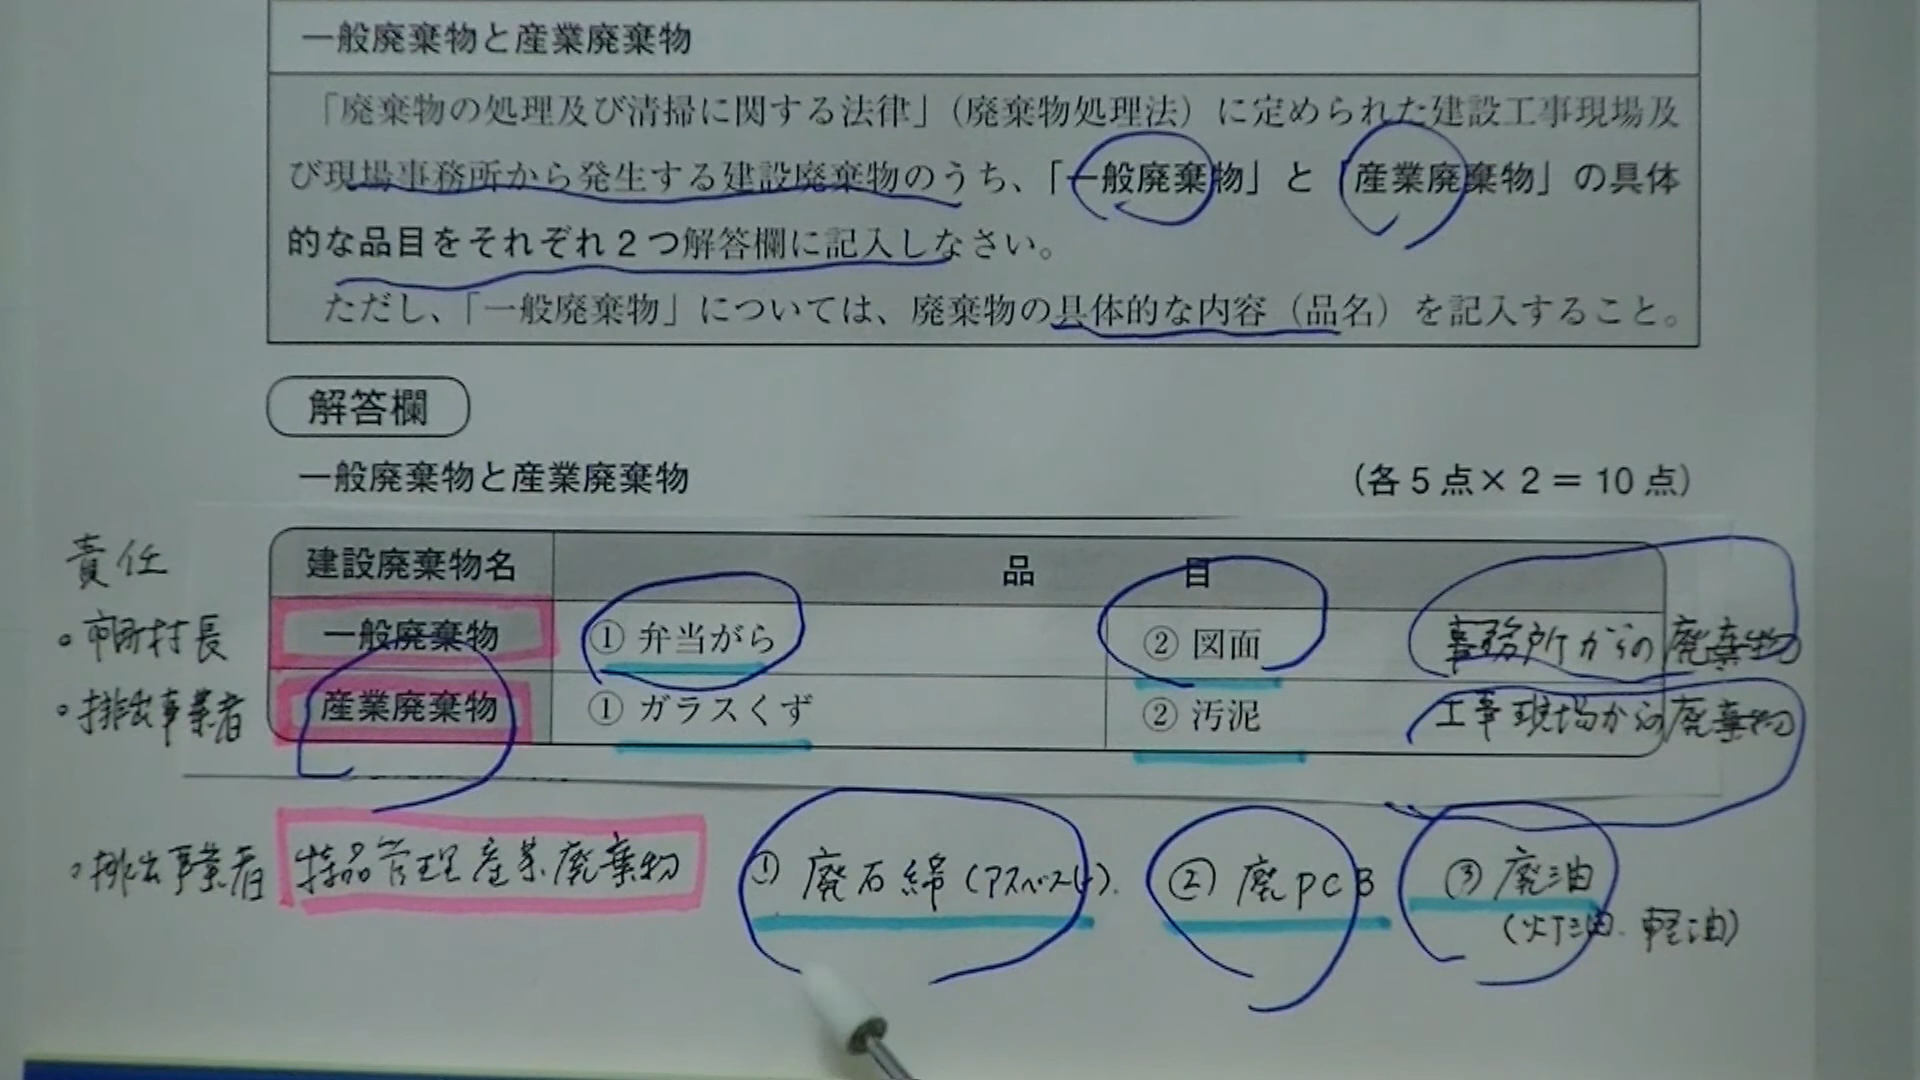 一般廃棄物と産業廃棄物
「廃棄物の処理及び清掃に関する法律」（廃棄物処理法）に定められた建設工事現場及
び現場事務所から発生する建設廃棄物のうち、「一般廃棄物」と「産業廃棄物」の具体
的な品目をそれぞれ２つ解答欄に記入しなさい。
ただし、「一般廃棄物」については、廃棄物の具体的な内容（品名）を記入すること。
解答欄
一般廃棄物と産業廃棄物 （各５点×２＝10点）
責任
建設廃棄物名 品 目
○市町村長 一般廃棄物 ① 弁当がら ② 図面 事務所からの廃棄物
○排出事業者 産業廃棄物 ① ガラスくず ② 汚泥 工事現場からの廃棄物
○排出事業者 特品管理産業廃棄物 ① 廃石綿（アスベスト）. ② 廃PCB ③ 廃油
（灯油．軽油）